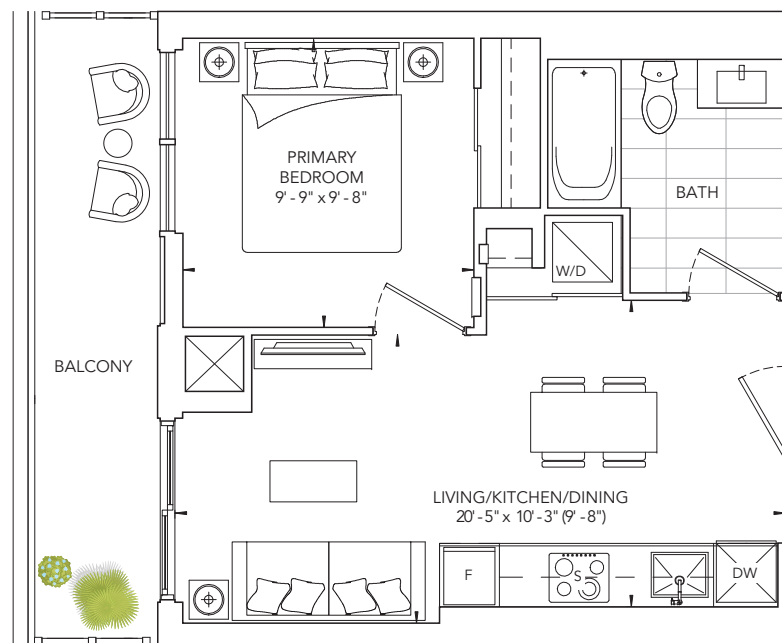 PRIMARY
BEDROOM
9'-9" x 9'-8"
BATH
W/D
BALCONY
LIVING/KITCHEN/DINING
20'-5" x 10'-3" (9'-8")
F
S
DW